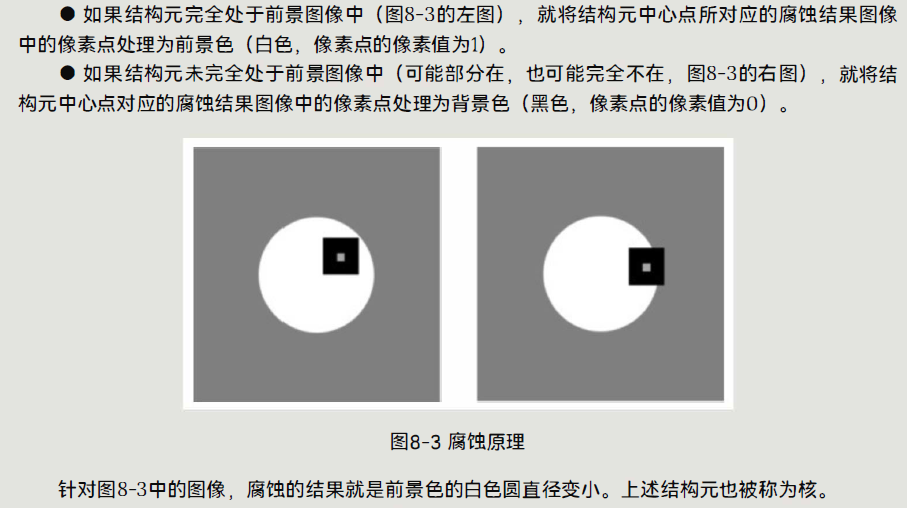 ● 如果结构元完全处于前景图像中（图8-3的左图），就将结构元中心点所对应的腐蚀结果图像
中的像素点处理为前景色（白色，像素点的像素值为1）。
● 如果结构元未完全处于前景图像中（可能部分在，也可能完全不在，图8-3的右图），就将结
构元中心点对应的腐蚀结果图像中的像素点处理为背景色（黑色，像素点的像素值为0）。
图8-3 腐蚀原理
针对图8-3中的图像，腐蚀的结果就是前景色的白色圆直径变小。上述结构元也被称为核。